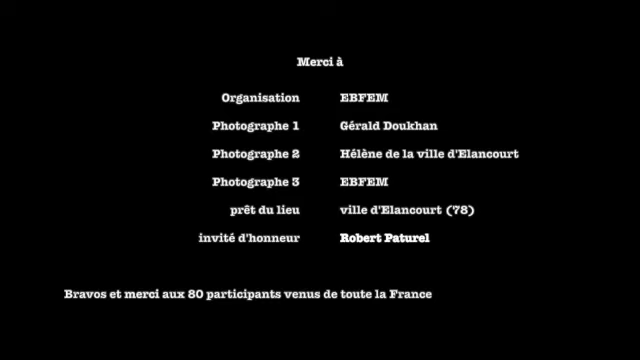 Merci à
Organisation EBFEM
Photographe 1 Gérald Doukhan
Photographe 2 Hélène de la ville d'Elancourt
Photographe 3 EBFEM
prêt du lieu ville d'Elancourt (78)
invité d'honneur Robert Paturel
Bravos et merci aux 80 participants venus de toute la France